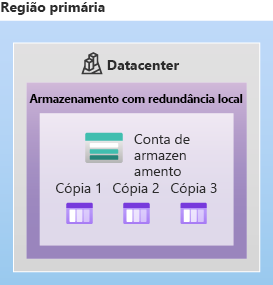 Região primária
Datacenter
Armazenamento com redundância local
Conta de
armazen
amento
Cópia 1 Cópia 2 Cópia 3